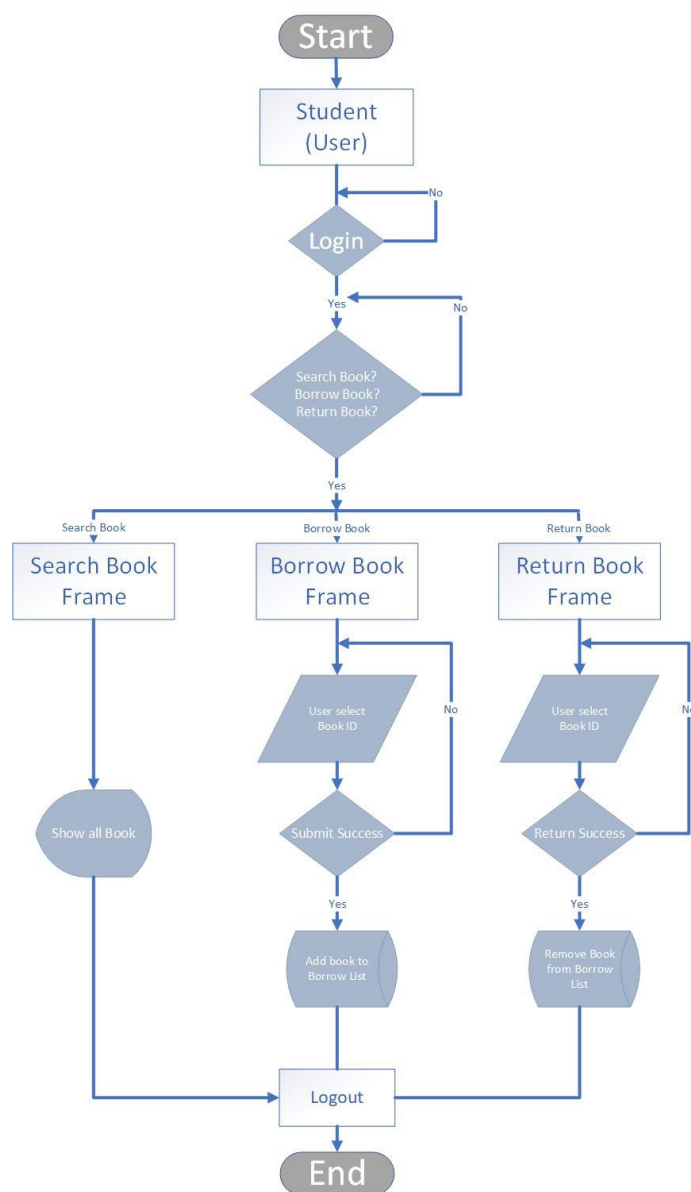 Start
Student
(User)
No
Login
Yes
No
Search Book?
Borrow Book?
Return Book?
Yes
Search Book
Borrow Book
Return Book
Search Book
Frame
Borrow Book
Frame
Return Book
Frame
User select
Book ID
No
User select
Book ID
No
Show all Book
Submit Success
Return Success
Yes
Yes
Add book to
Borrow List
Remove Book
from Borrow
List
Logout
End